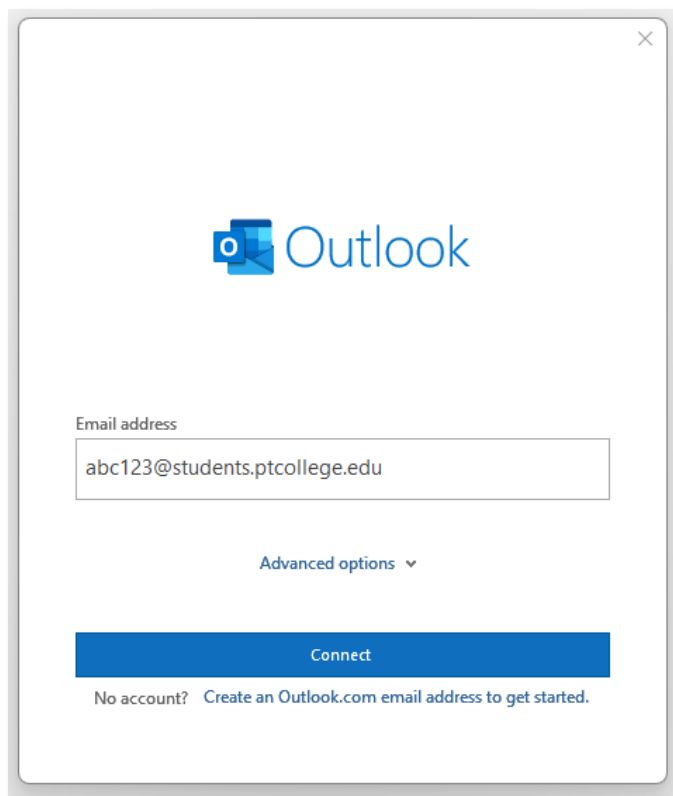 Outlook
Email address
abc123@students.ptcollege.edu
Advanced options
Connect
No account? Create an Outlook.com email address to get started.